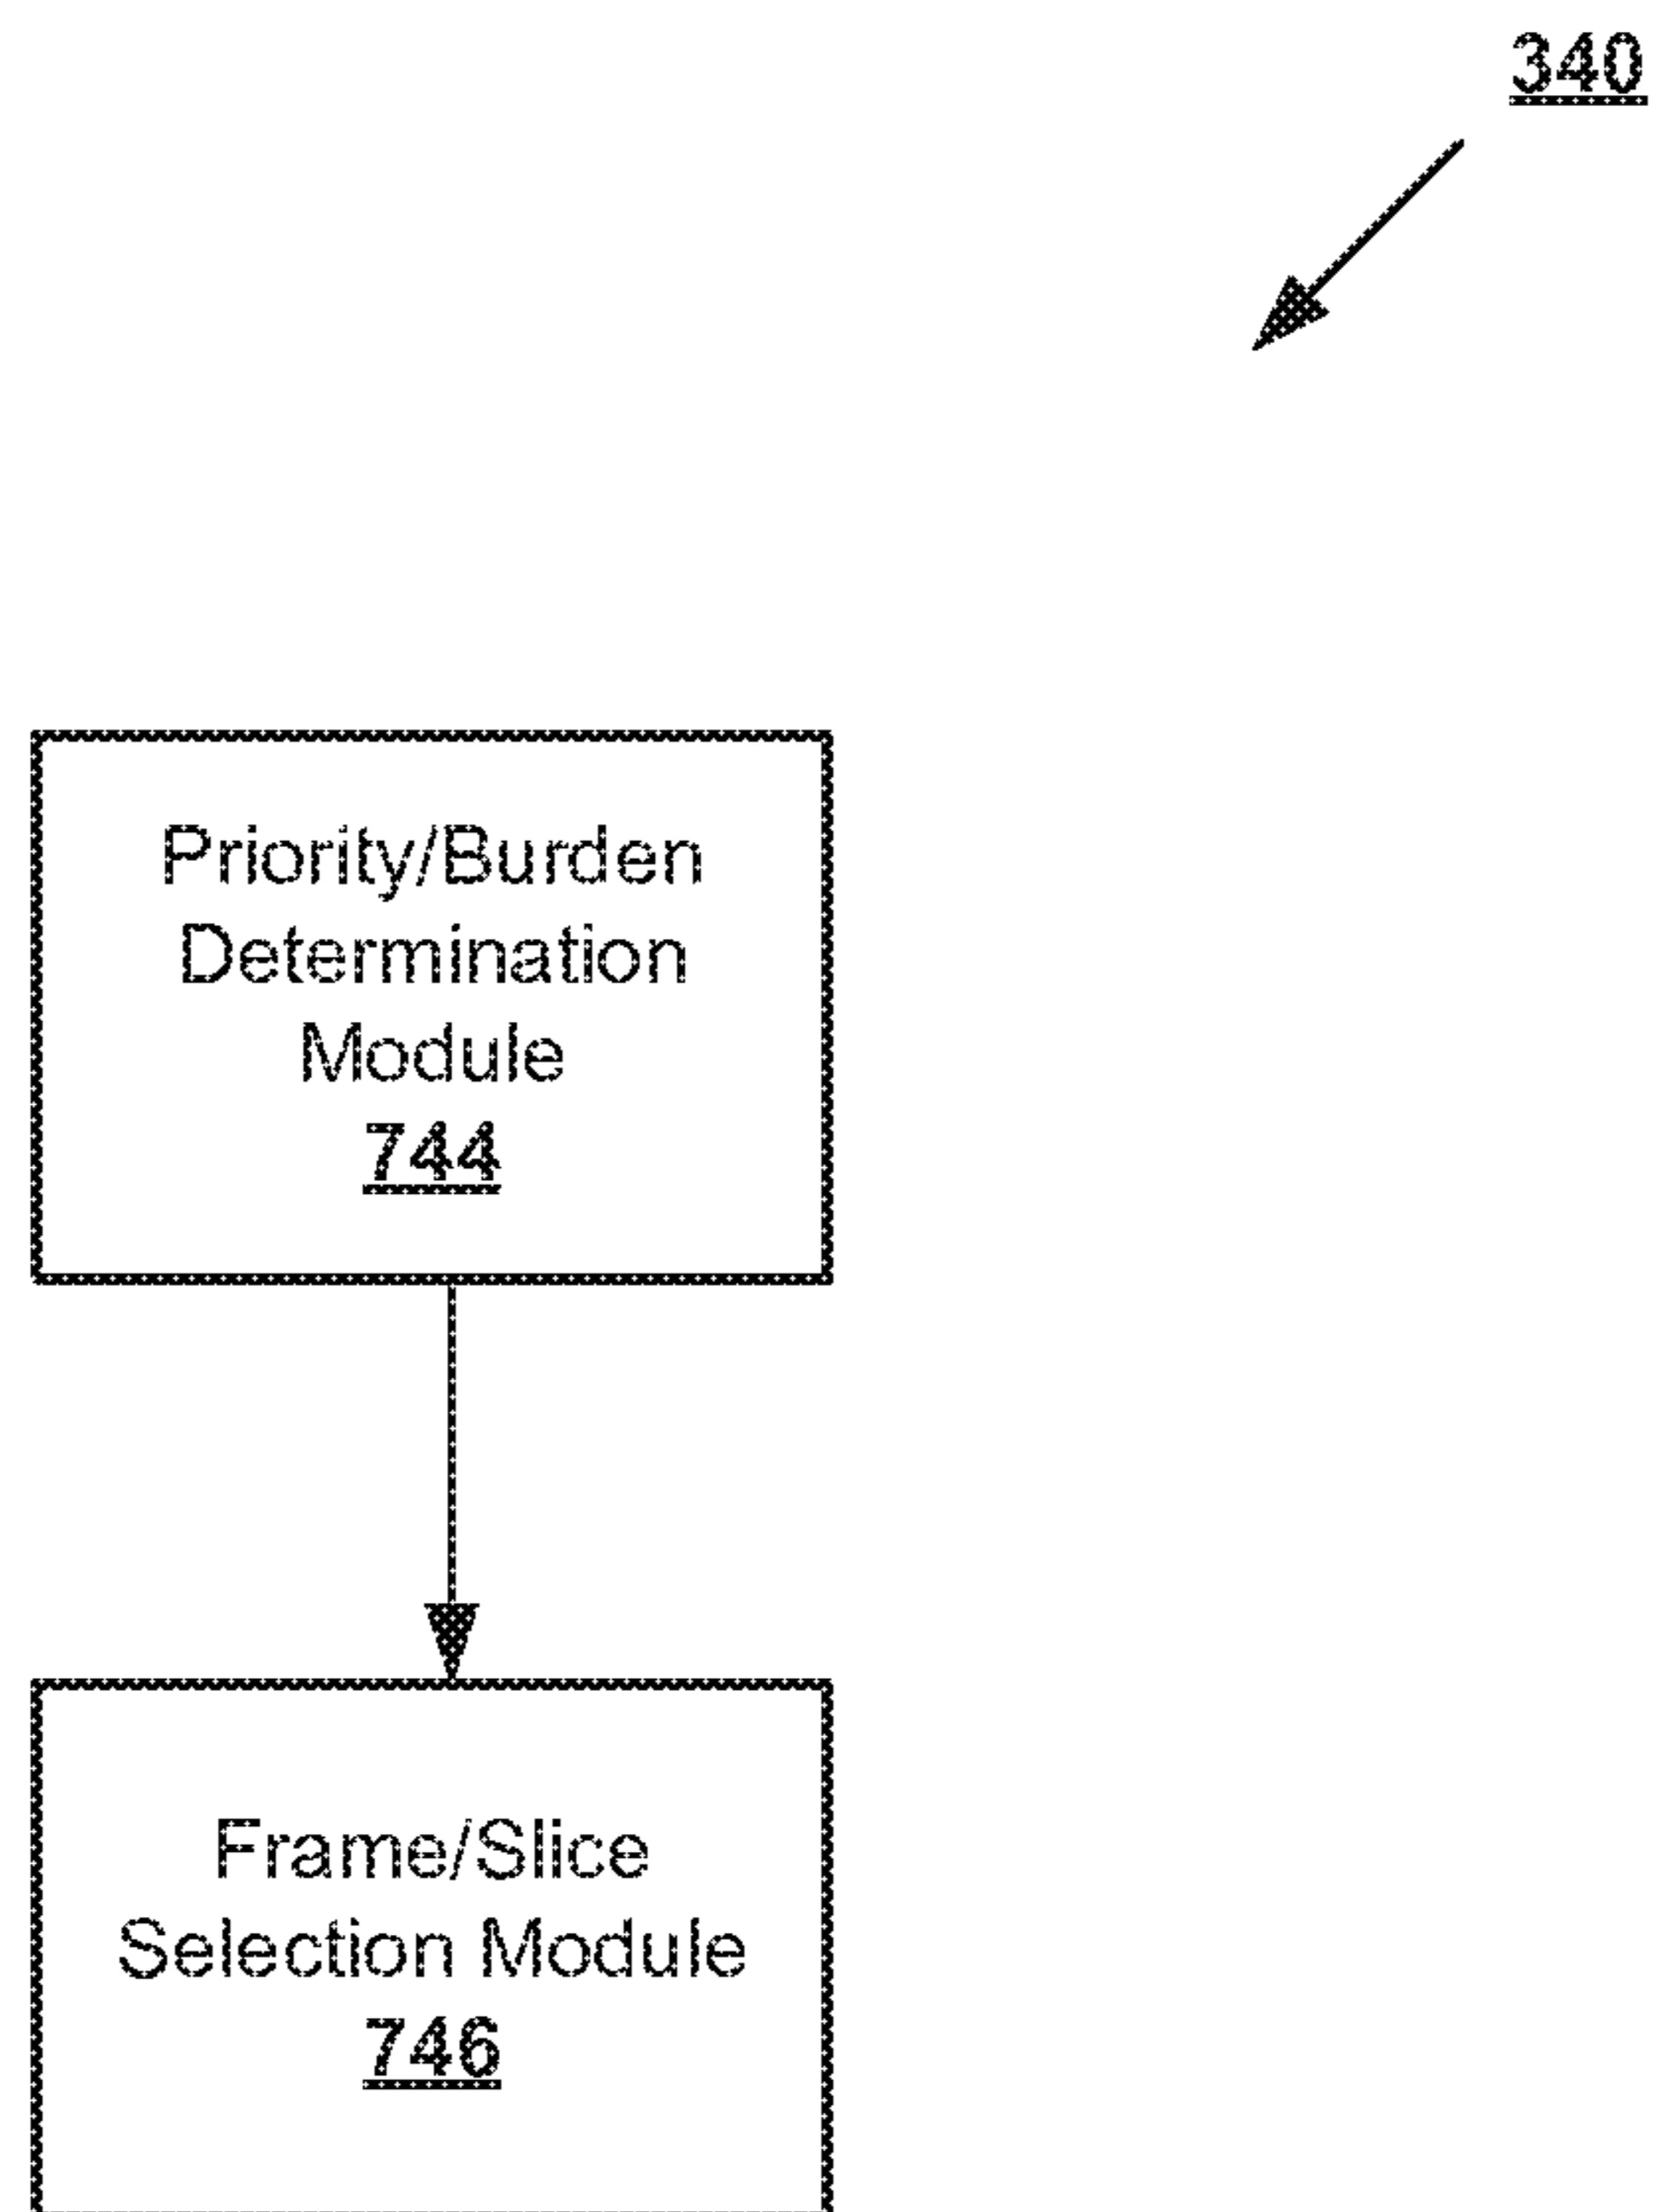 340
Priority/Burden
Determination
Module
744
Frame/Slice
Selection Module
746